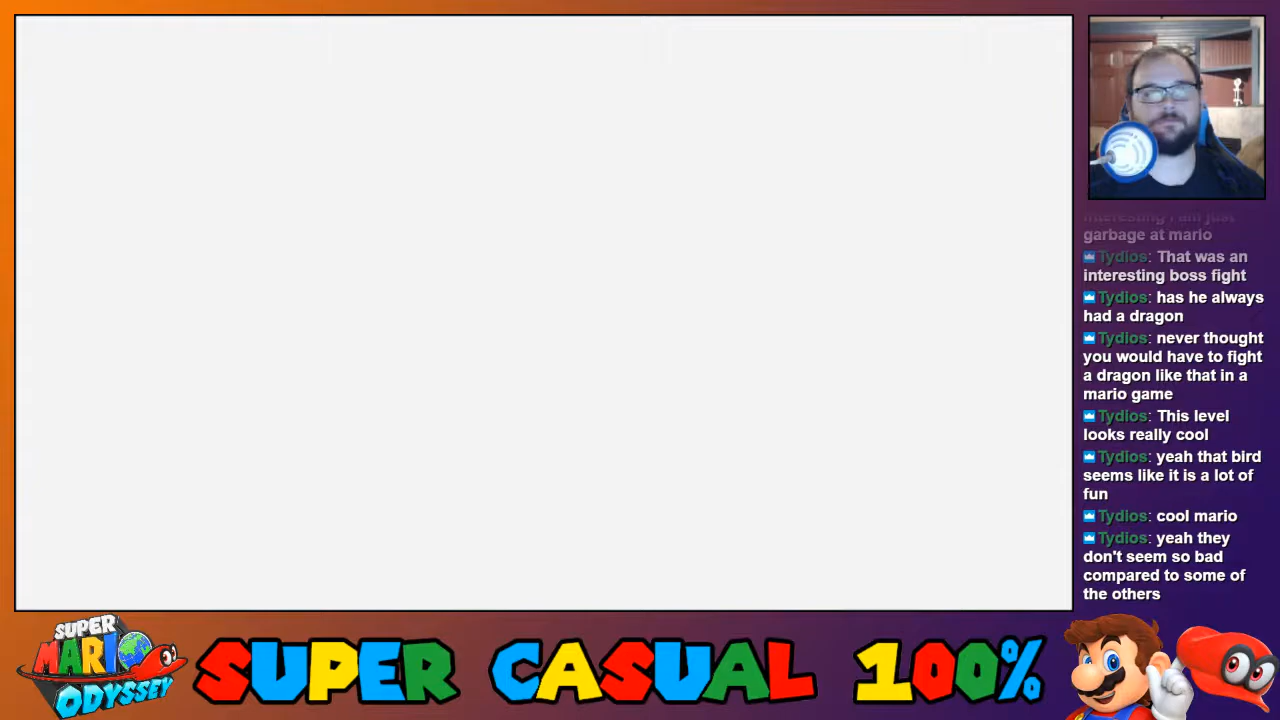 interesting i am just
garbage at mario
Tydios: That was an
interesting boss fight
Tydios: has he always
had a dragon
Tydios: never thought
you would have to fight
a dragon like that in a
mario game
Tydios: This level
looks really cool
Tydios: yeah that bird
seems like it is a lot of
fun
Tydios: cool mario
Tydios: yeah they
don't seem so bad
compared to some of
the others
SUPER
MARIO
ODYSSEY
SUPER CASUAL 100%